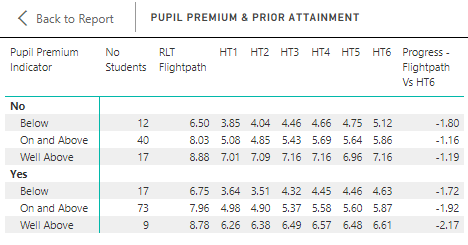 Back to Report PUPIL PREMIUM & PRIOR ATTAINMENT
Pupil Premium No RLT HT1 HT2 HT3 HT4 HT5 HT6 Progress -
Indicator Students Flightpath Flightpath
Vs HT6
No
Below 12 6.50 3.85 4.04 4.46 4.66 4.75 5.12 -1.80
On and Above 40 8.03 5.08 4.85 5.43 5.69 5.64 5.86 -1.16
Well Above 17 8.88 7.01 7.09 7.16 7.16 6.96 7.16 -1.19
Yes
Below 17 6.75 3.64 3.51 4.32 4.45 4.46 4.63 -1.72
On and Above 73 7.96 4.98 4.90 5.37 5.58 5.60 5.87 -1.92
Well Above 9 8.78 6.26 6.38 6.49 6.57 6.48 6.61 -2.17